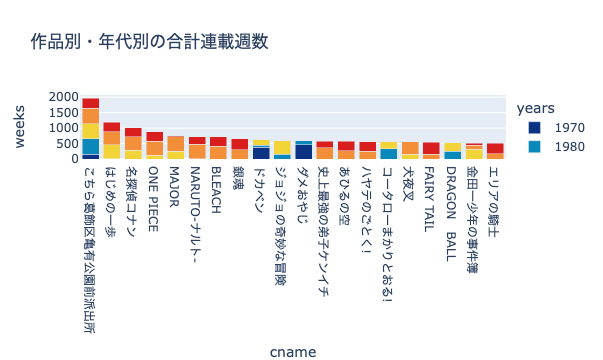 作品別・年代別の合計連載週数
weeks
2000
1500
1000
500
0
years
1970
1980
こちら葛飾区亀有公園前派出所
はじめの一歩
名探偵コナン
ONE PIECE
MAJOR
NARUTO-ナルト-
BLEACH
銀魂
ドカベン
ジョジョの奇妙な冒険
ダメおやじ
史上最強の弟子ケンイチ
あひるの空
ハヤテのごとく!
コータローまかりとおる!
犬夜叉
FAIRY TAIL
DRAGON BALL
金田一少年の事件簿
エリアの騎士
cname